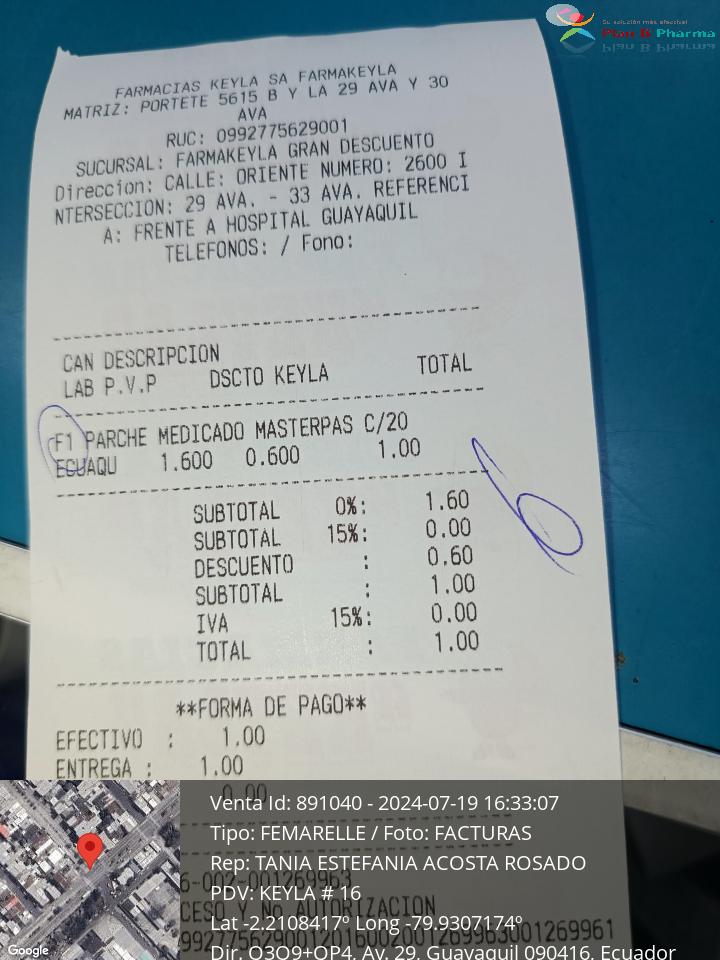 Su solución más efectiva!
Plan B Pharma
FARMACIAS KEYLA SA FARMAKEYLA
MATRIZ: PORTETE 5615 B Y LA 29 AVA Y 30
AVA
RUC: 0992775629001
SUCURSAL: FARMAKEYLA GRAN DESCUENTO
Direccion: CALLE: ORIENTE NUMERO: 2600 I
NTERSECCION: 29 AVA. - 33 AVA. REFERENCI
A: FRENTE A HOSPITAL GUAYAQUIL
TELEFONOS: / Fono:
CAN DESCRIPCION
LAB P.V.P DSCTO KEYLA TOTAL
F1 PARCHE MEDICADO MASTERPAS C/20
ECUAQU 1.600 0.600 1.00
SUBTOTAL 0%: 1.60
SUBTOTAL 15%: 0.00
DESCUENTO : 0.60
SUBTOTAL : 1.00
IVA 15%: 0.00
TOTAL : 1.00
**FORMA DE PAGO**
EFECTIVO : 1.00
ENTREGA : 1.00
0.00
Venta Id: 891040 - 2024-07-19 16:33:07
Tipo: FEMARELLE / Foto: FACTURAS
Rep: TANIA ESTEFANIA ACOSTA ROSADO
PDV: KEYLA # 16
Lat -2.2108417º Long -79.9307174º
Dir. Q3Q9+QP4, Av. 29, Guayaquil 090416, Ecuador
Google